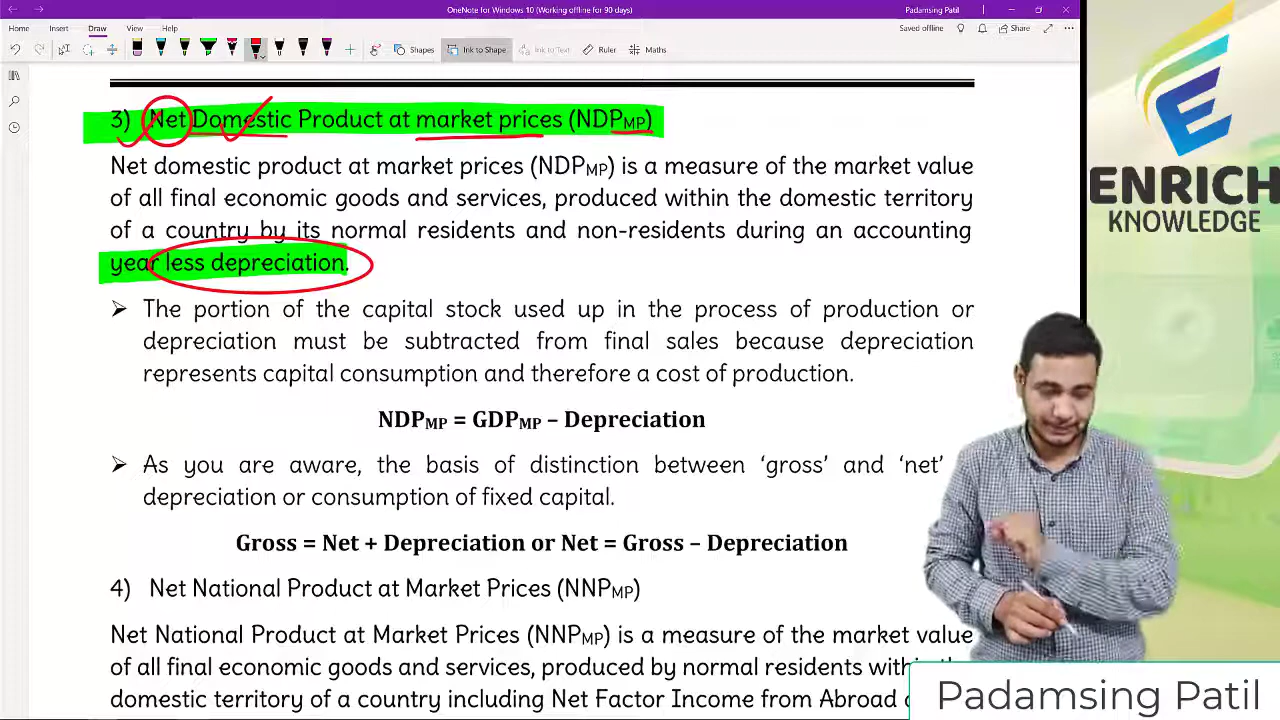 OneNote for Windows 10 (Working offline for 90 days)
Padamsing Patil
Home Insert Draw View Help
Saved offline Share
Shapes Ink to Shape Ink to Text Ruler Maths
3) Net Domestic Product at market prices (NDPMP)
Net domestic product at market prices (NDPMP) is a measure of the market value
of all final economic goods and services, produced within the domestic territory
of a country by its normal residents and non-residents during an accounting
year less depreciation.
➢ The portion of the capital stock used up in the process of production or
depreciation must be subtracted from final sales because depreciation
represents capital consumption and therefore a cost of production.
NDPMP = GDPMP – Depreciation
➢ As you are aware, the basis of distinction between ‘gross’ and ‘net’
depreciation or consumption of fixed capital.
Gross = Net + Depreciation or Net = Gross – Depreciation
4) Net National Product at Market Prices (NNPMP)
Net National Product at Market Prices (NNPMP) is a measure of the market value
of all final economic goods and services, produced by normal residents within the
domestic territory of a country including Net Factor Income from Abroad
ENRICH
KNOWLEDGE
Padamsing Patil